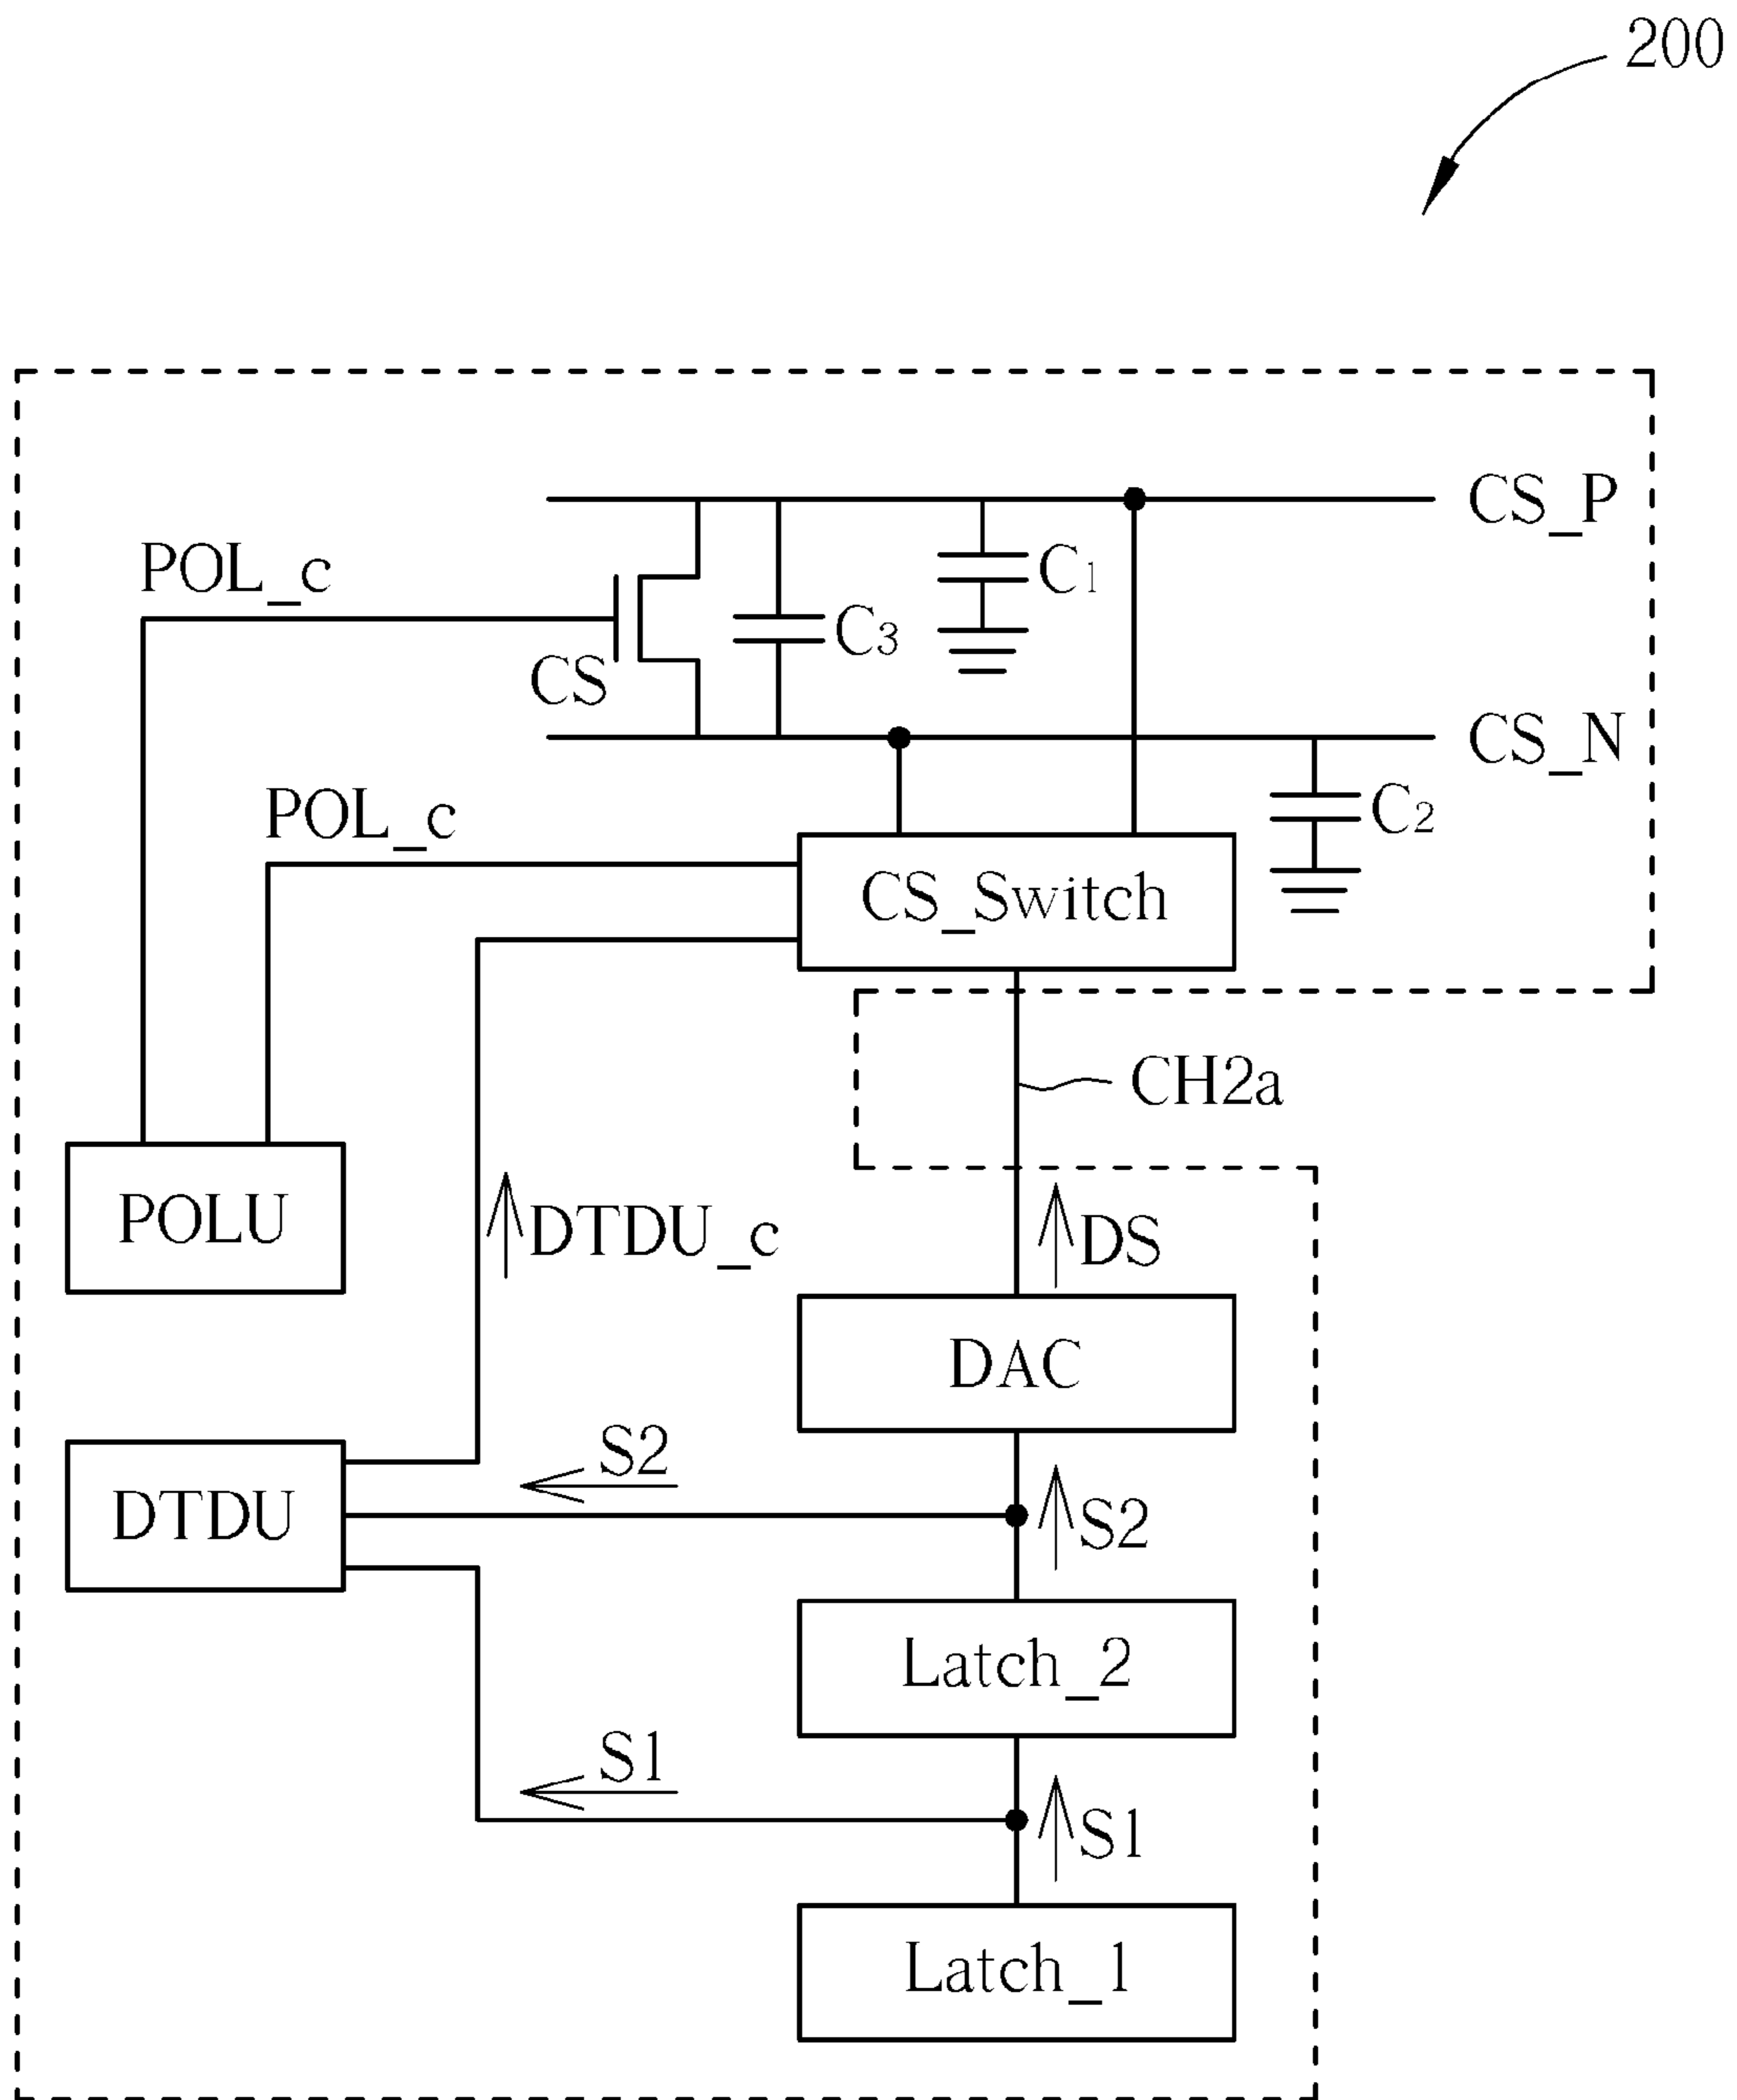 200
CS_P
POL_c
C1
C3
CS
CS_N
POL_c
C2
CS_Switch
CH2a
POLU
DTDU_c
DS
DAC
S2
DTDU
S2
Latch_2
S1
S1
Latch_1